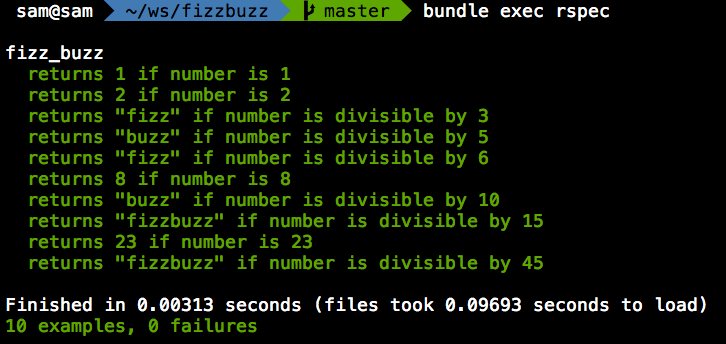 sam@sam ~/ws/fizzbuzz master bundle exec rspec
fizz_buzz
returns 1 if number is 1
returns 2 if number is 2
returns "fizz" if number is divisible by 3
returns "buzz" if number is divisible by 5
returns "fizz" if number is divisible by 6
returns 8 if number is 8
returns "buzz" if number is divisible by 10
returns "fizzbuzz" if number is divisible by 15
returns 23 if number is 23
returns "fizzbuzz" if number is divisible by 45
Finished in 0.00313 seconds (files took 0.09693 seconds to load)
10 examples, 0 failures